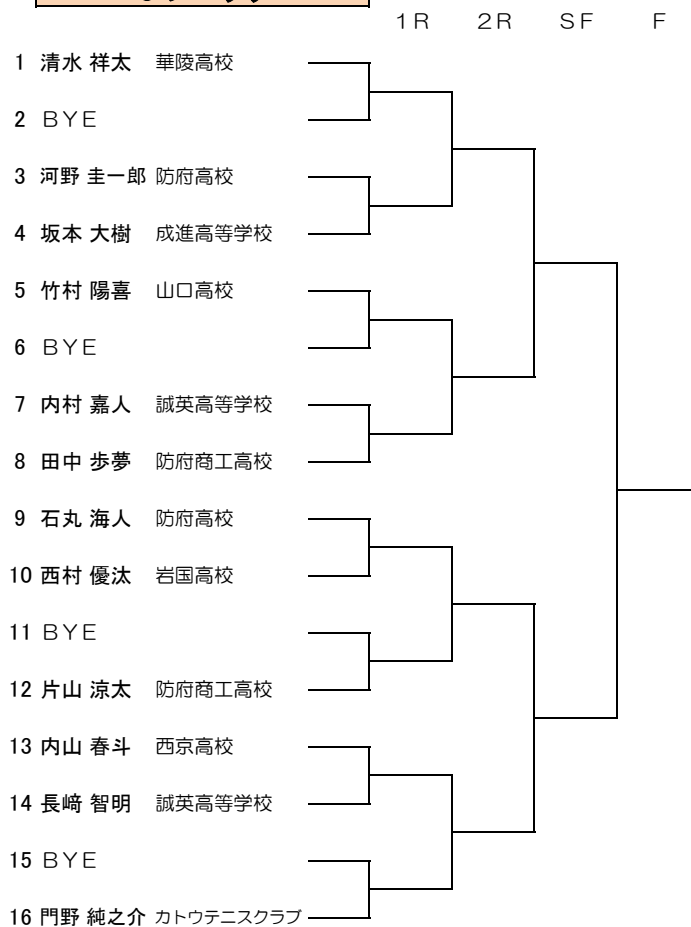 １Ｒ ２Ｒ ＳＦ Ｆ
1 清水 祥太 華陵高校
2 ＢＹＥ
3 河野 圭一郎 防府高校
4 坂本 大樹 成進高等学校
5 竹村 陽喜 山口高校
6 ＢＹＥ
7 内村 嘉人 誠英高等学校
8 田中 歩夢 防府商工高校
9 石丸 海人 防府高校
10 西村 優汰 岩国高校
11 ＢＹＥ
12 片山 涼太 防府商工高校
13 内山 春斗 西京高校
14 長﨑 智明 誠英高等学校
15 ＢＹＥ
16 門野 純之介 カトウテニスクラブ